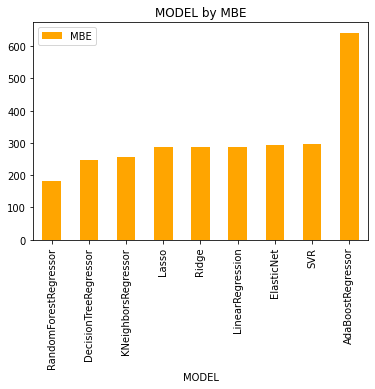 MODEL by MBE
MBE
600
500
400
300
200
100
0
RandomForestRegressor
DecisionTreeRegressor
KNeighborsRegressor
Lasso
Ridge
LinearRegression
ElasticNet
SVR
AdaBoostRegressor
MODEL